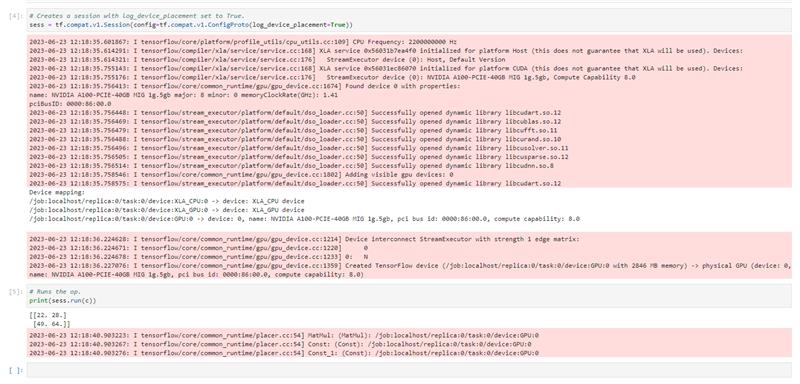 [4]: # Creates a session with log_device_placement set to True.
sess = tf.compat.v1.Session(config=tf.compat.v1.ConfigProto(log_device_placement=True))
2023-06-23 12:18:35.601867: I tensorflow/core/platform/profile_utils/cpu_utils.cc:109] CPU Frequency: 2200000000 Hz
2023-06-23 12:18:35.614291: I tensorflow/compiler/xla/service/service.cc:168] XLA service 0x56031b7ea4f0 initialized for platform Host (this does not guarantee that XLA will be used). Devices:
2023-06-23 12:18:35.614321: I tensorflow/compiler/xla/service/service.cc:176]   StreamExecutor device (0): Host, Default Version
2023-06-23 12:18:35.755143: I tensorflow/compiler/xla/service/service.cc:168] XLA service 0x56031ec86070 initialized for platform CUDA (this does not guarantee that XLA will be used). Devices:
2023-06-23 12:18:35.755176: I tensorflow/compiler/xla/service/service.cc:176]   StreamExecutor device (0): NVIDIA A100-PCIE-40GB MIG 1g.5gb, Compute Capability 8.0
2023-06-23 12:18:35.756413: I tensorflow/core/common_runtime/gpu/gpu_device.cc:1674] Found device 0 with properties:
name: NVIDIA A100-PCIE-40GB MIG 1g.5gb major: 8 minor: 0 memoryClockRate(GHz): 1.41
pciBusID: 0000:86:00.0
2023-06-23 12:18:35.756448: I tensorflow/stream_executor/platform/default/dso_loader.cc:50] Successfully opened dynamic library libcudart.so.12
2023-06-23 12:18:35.756469: I tensorflow/stream_executor/platform/default/dso_loader.cc:50] Successfully opened dynamic library libcublas.so.12
2023-06-23 12:18:35.756479: I tensorflow/stream_executor/platform/default/dso_loader.cc:50] Successfully opened dynamic library libcufft.so.11
2023-06-23 12:18:35.756488: I tensorflow/stream_executor/platform/default/dso_loader.cc:50] Successfully opened dynamic library libcurand.so.10
2023-06-23 12:18:35.756496: I tensorflow/stream_executor/platform/default/dso_loader.cc:50] Successfully opened dynamic library libcusolver.so.11
2023-06-23 12:18:35.756505: I tensorflow/stream_executor/platform/default/dso_loader.cc:50] Successfully opened dynamic library libcusparse.so.12
2023-06-23 12:18:35.756514: I tensorflow/stream_executor/platform/default/dso_loader.cc:50] Successfully opened dynamic library libcudnn.so.8
2023-06-23 12:18:35.758546: I tensorflow/core/common_runtime/gpu/gpu_device.cc:1802] Adding visible gpu devices: 0
2023-06-23 12:18:35.758575: I tensorflow/stream_executor/platform/default/dso_loader.cc:50] Successfully opened dynamic library libcudart.so.12
Device mapping:
/job:localhost/replica:0/task:0/device:XLA_CPU:0 -> device: XLA_CPU device
/job:localhost/replica:0/task:0/device:XLA_GPU:0 -> device: XLA_GPU device
/job:localhost/replica:0/task:0/device:GPU:0 -> device: 0, name: NVIDIA A100-PCIE-40GB MIG 1g.5gb, pci bus id: 0000:86:00.0, compute capability: 8.0
2023-06-23 12:18:36.224628: I tensorflow/core/common_runtime/gpu/gpu_device.cc:1214] Device interconnect StreamExecutor with strength 1 edge matrix:
2023-06-23 12:18:36.224671: I tensorflow/core/common_runtime/gpu/gpu_device.cc:1220]      0
2023-06-23 12:18:36.224678: I tensorflow/core/common_runtime/gpu/gpu_device.cc:1233] 0:   N
2023-06-23 12:18:36.227076: I tensorflow/core/common_runtime/gpu/gpu_device.cc:1359] Created TensorFlow device (/job:localhost/replica:0/task:0/device:GPU:0 with 2846 MB memory) -> physical GPU (device: 0,
name: NVIDIA A100-PCIE-40GB MIG 1g.5gb, pci bus id: 0000:86:00.0, compute capability: 8.0)
[5]: # Runs the op.
print(sess.run(c))
[[22. 28.]
 [49. 64.]]
2023-06-23 12:18:40.903223: I tensorflow/core/common_runtime/placer.cc:54] MatMul: (MatMul): /job:localhost/replica:0/task:0/device:GPU:0
2023-06-23 12:18:40.903267: I tensorflow/core/common_runtime/placer.cc:54] Const: (Const): /job:localhost/replica:0/task:0/device:GPU:0
2023-06-23 12:18:40.903276: I tensorflow/core/common_runtime/placer.cc:54] Const_1: (Const): /job:localhost/replica:0/task:0/device:GPU:0
[ ]: